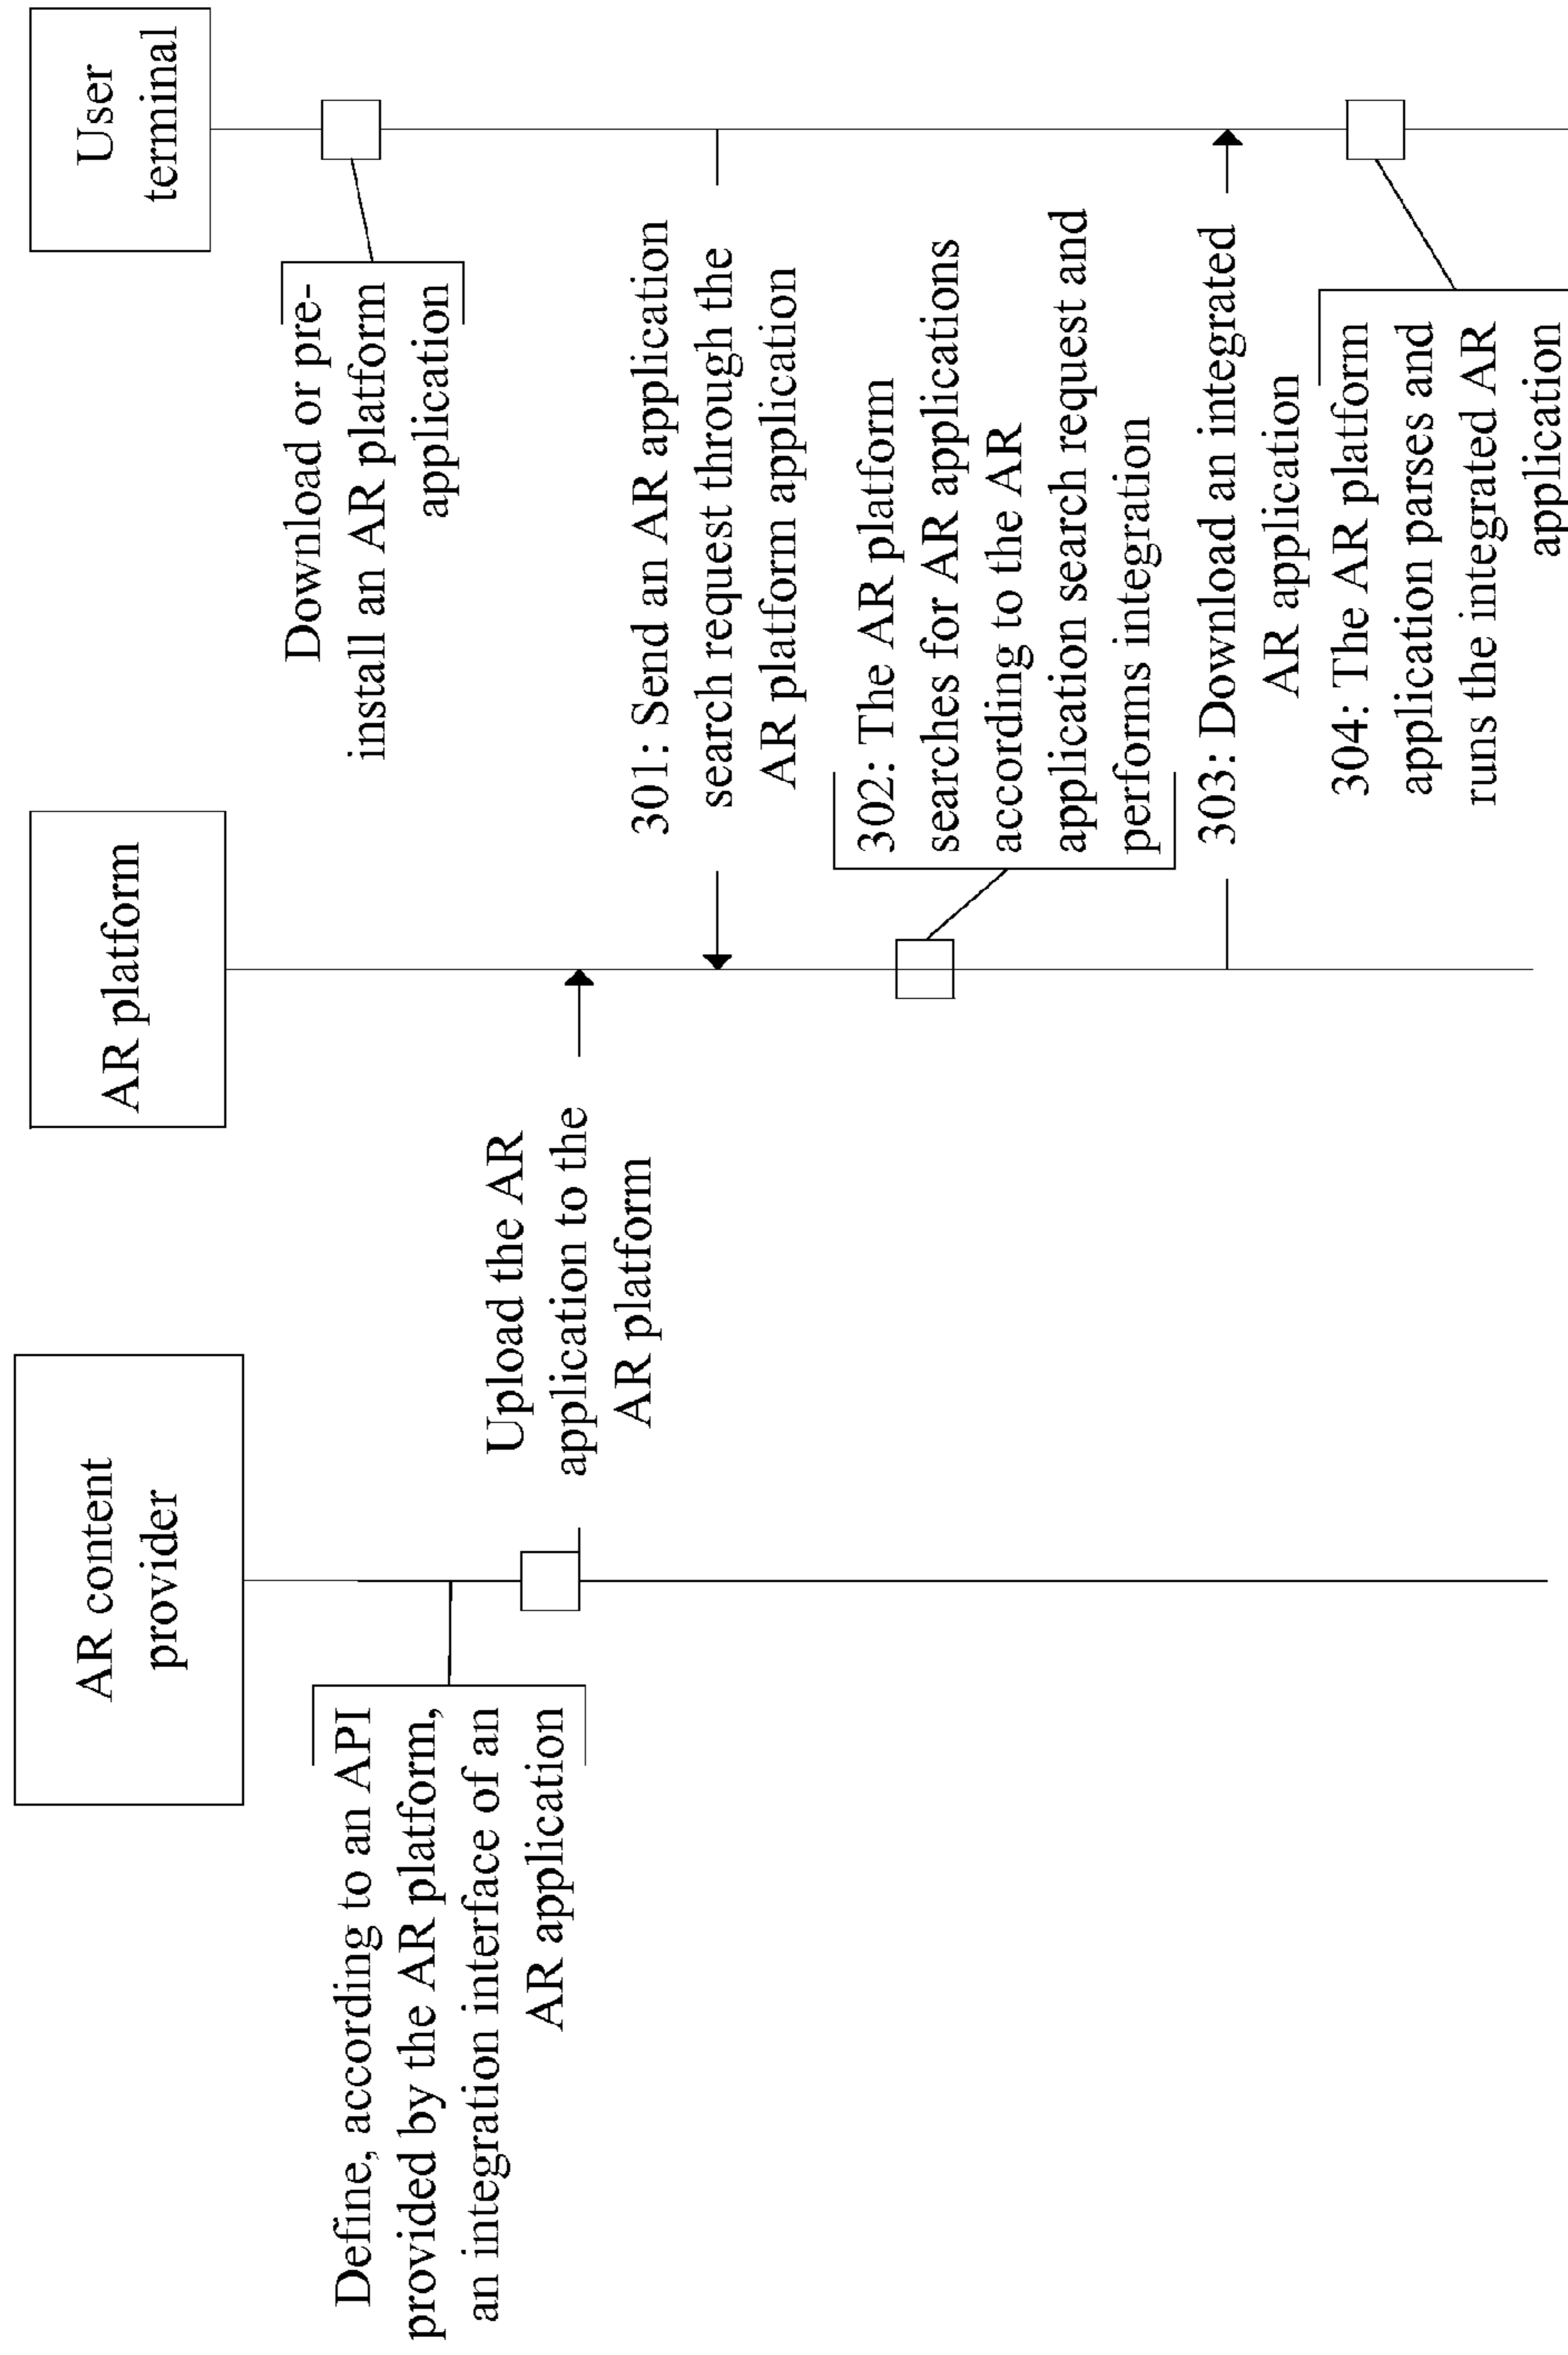 AR content
provider
AR platform
User
terminal
Define, according to an API
provided by the AR platform,
an integration interface of an
AR application
Download or pre-
install an AR platform
application
Upload the AR
application to the
AR platform
301: Send an AR application
search request through the
AR platform application
302: The AR platform
searches for AR applications
according to the AR
application search request and
performs integration
303: Download an integrated
AR application
304: The AR platform
application parses and
runs the integrated AR
application